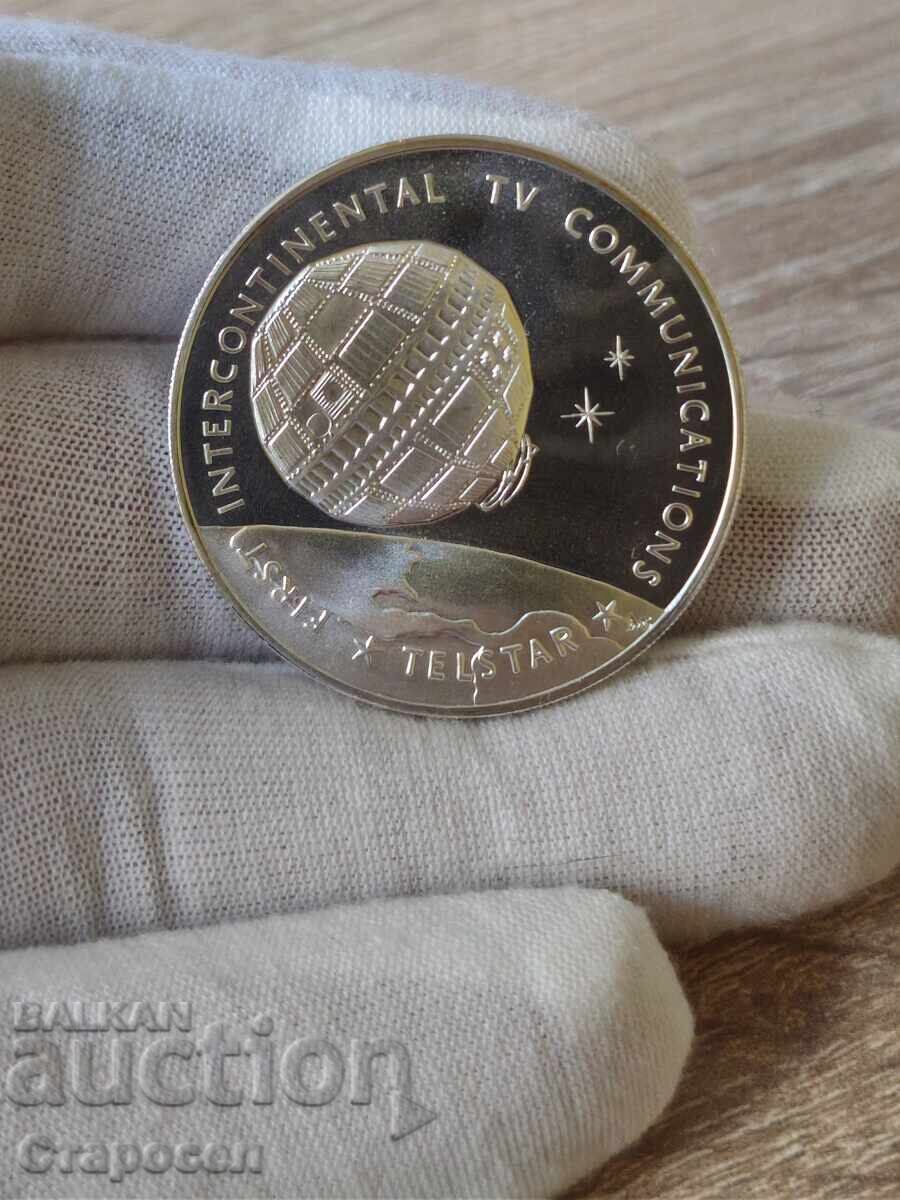 FIRST INTERCONTINENTAL TV COMMUNICATIONS
★ TELSTAR ★
BALKAN
auction
Старосел